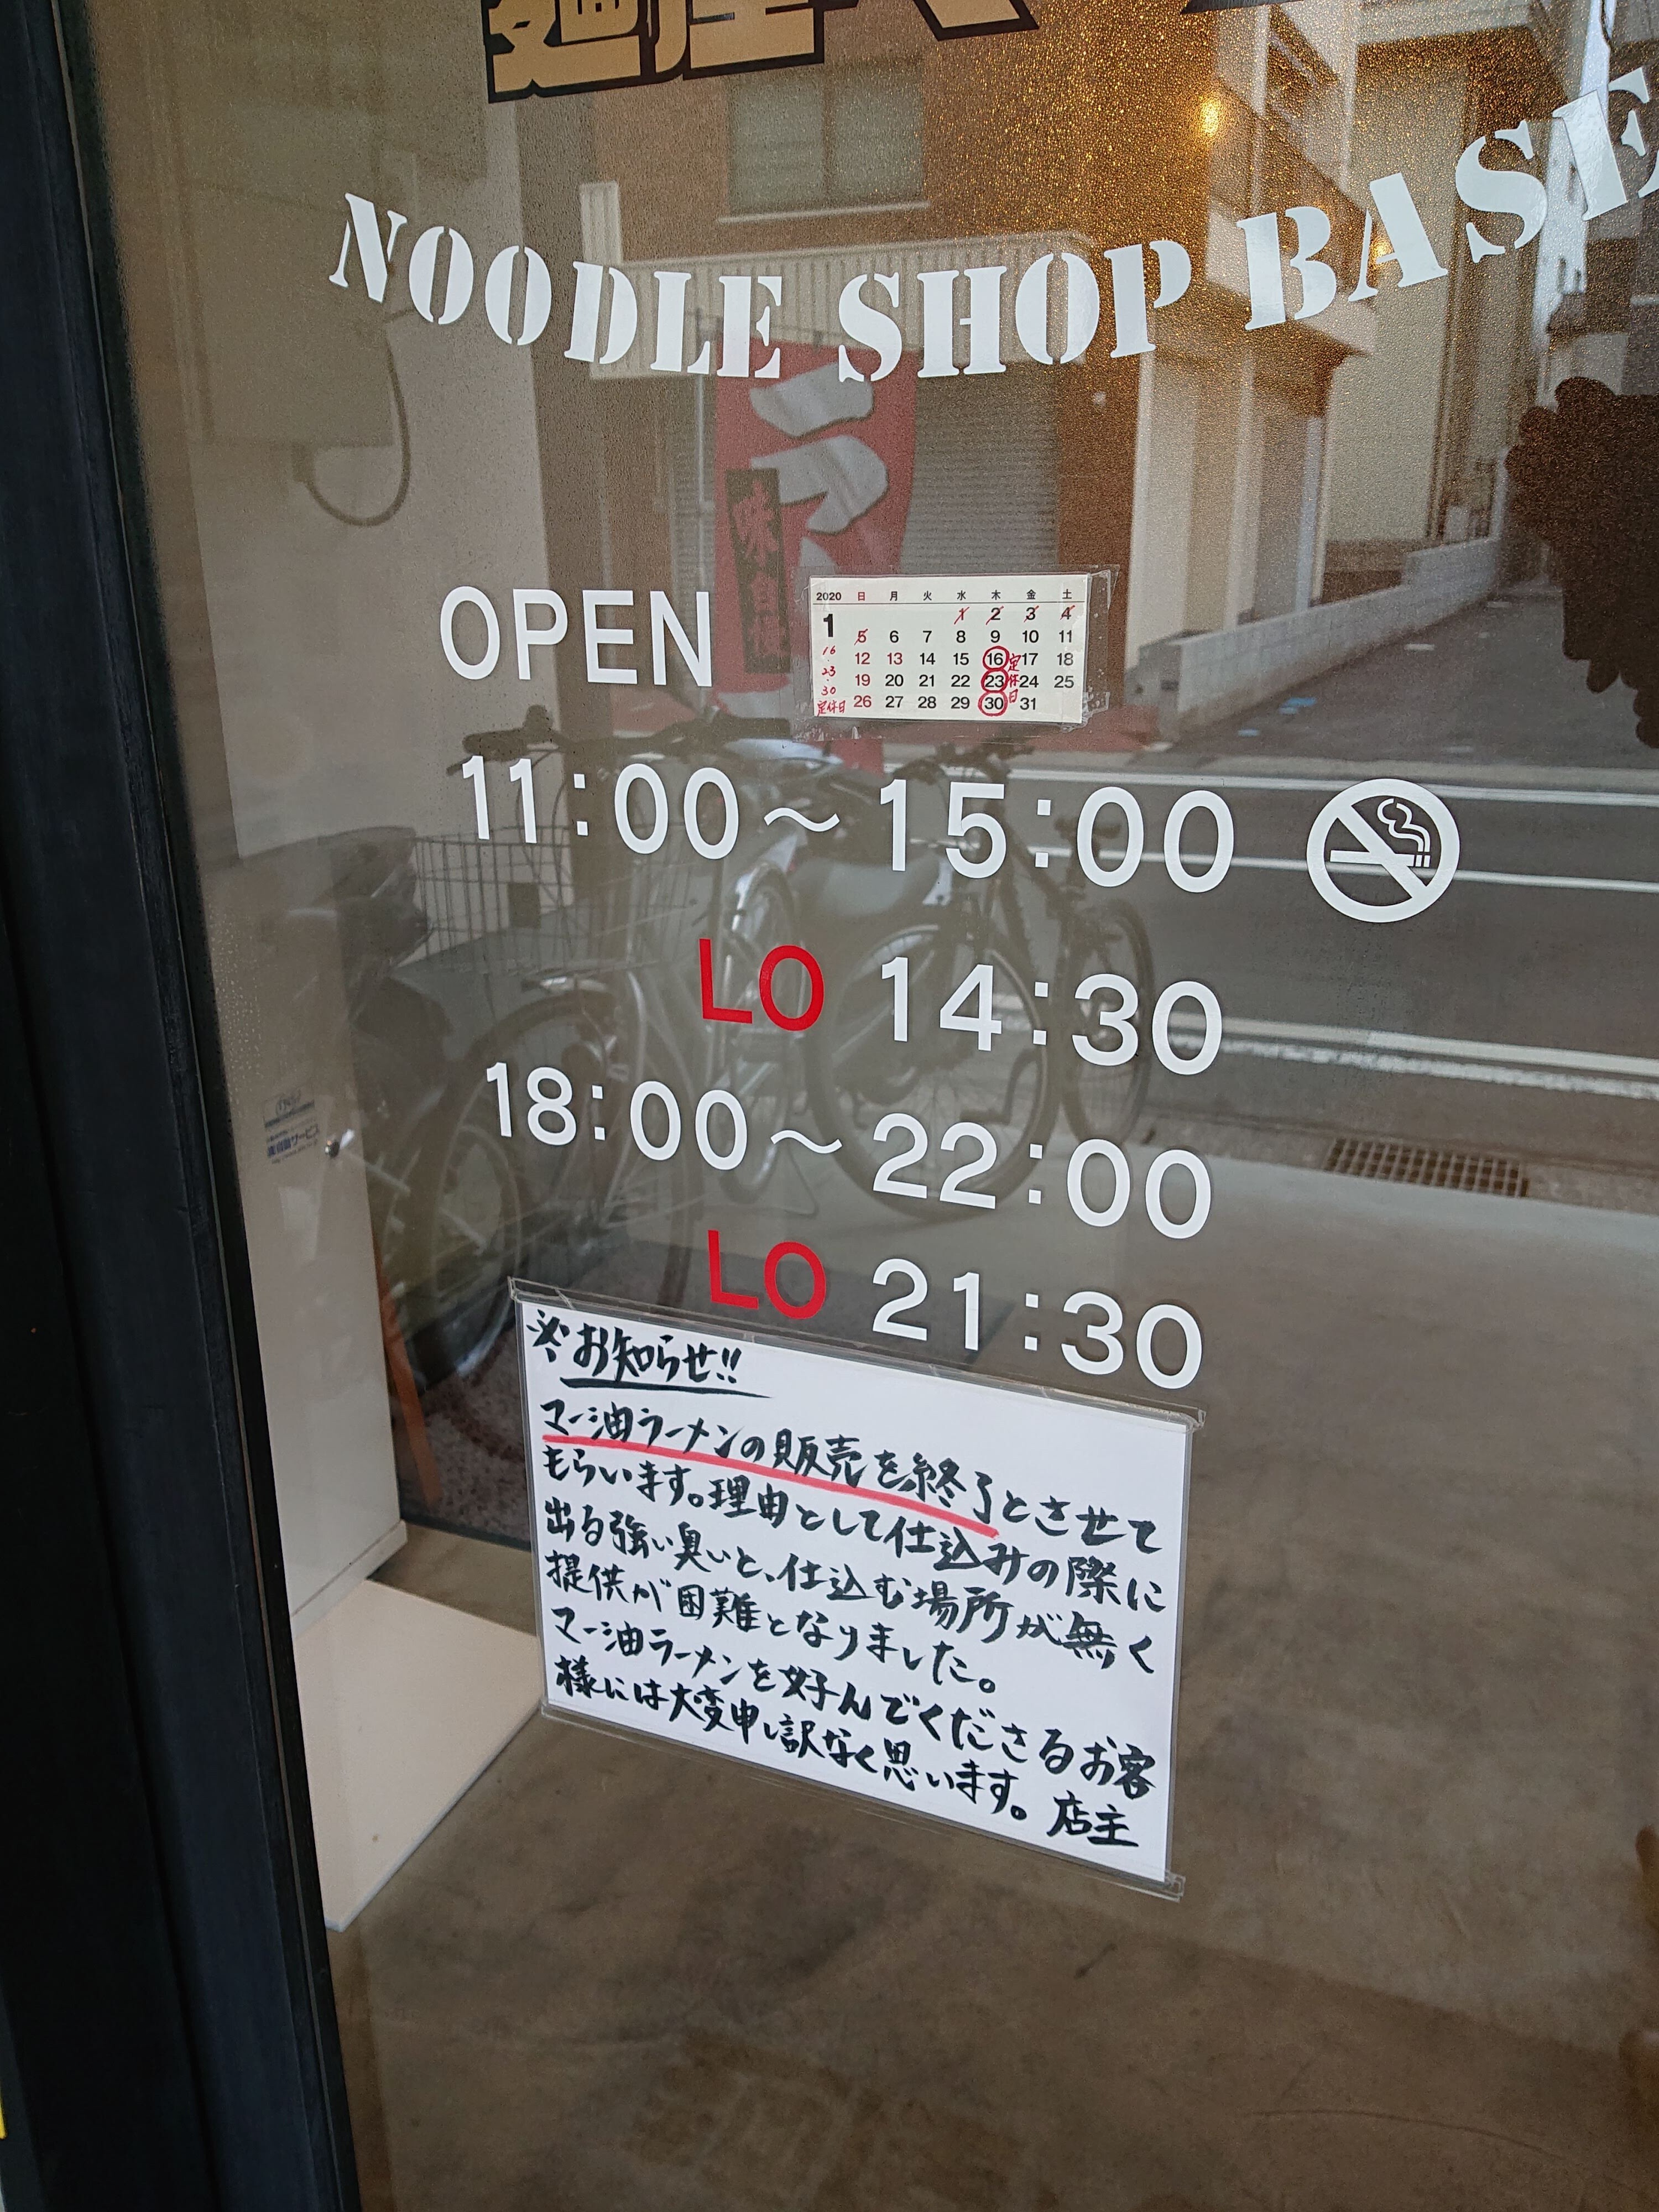 麺屋
NOODLE SHOP BASE
OPEN
2020 日 月 火 水 木 金 土
1 1 2 3 4
5 6 7 8 9 10 11
12 13 14 15 16 17 18
19 20 21 22 23 24 25
26 27 28 29 30 31
16
23
30
定休日
定休日
11:00～15:00
LO 14:30
18:00～22:00
LO 21:30
※お知らせ!!
マー油ラーメンの販売を終了とさせて
もらいます。理由として仕込みの際に
出る強い臭いと、仕込む場所が無く
提供が困難となりました。
マー油ラーメンを好んでくださるお客
様には大変申し訳なく思います。 店主